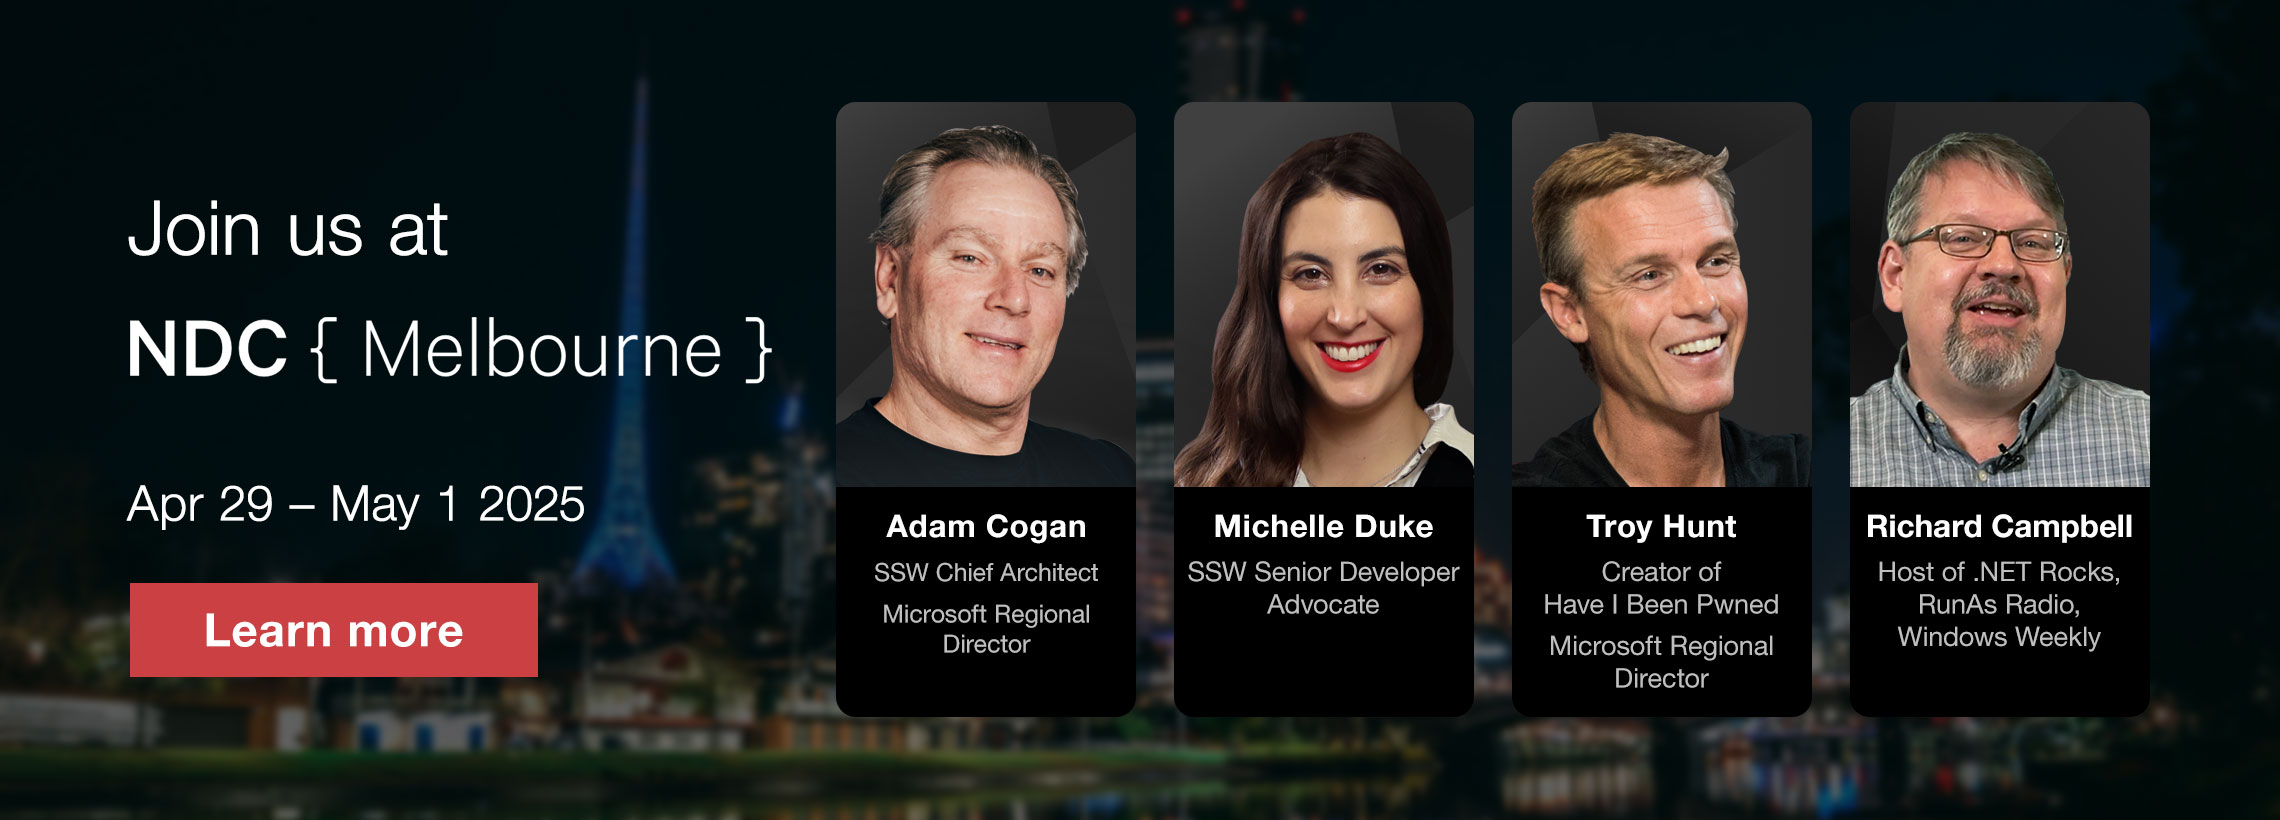 Join us at
NDC { Melbourne }
Apr 29 – May 1 2025
Learn more
Adam Cogan
SSW Chief Architect
Microsoft Regional
Director
Michelle Duke
SSW Senior Developer
Advocate
Troy Hunt
Creator of
Have I Been Pwned
Microsoft Regional
Director
Richard Campbell
Host of .NET Rocks,
RunAs Radio,
Windows Weekly